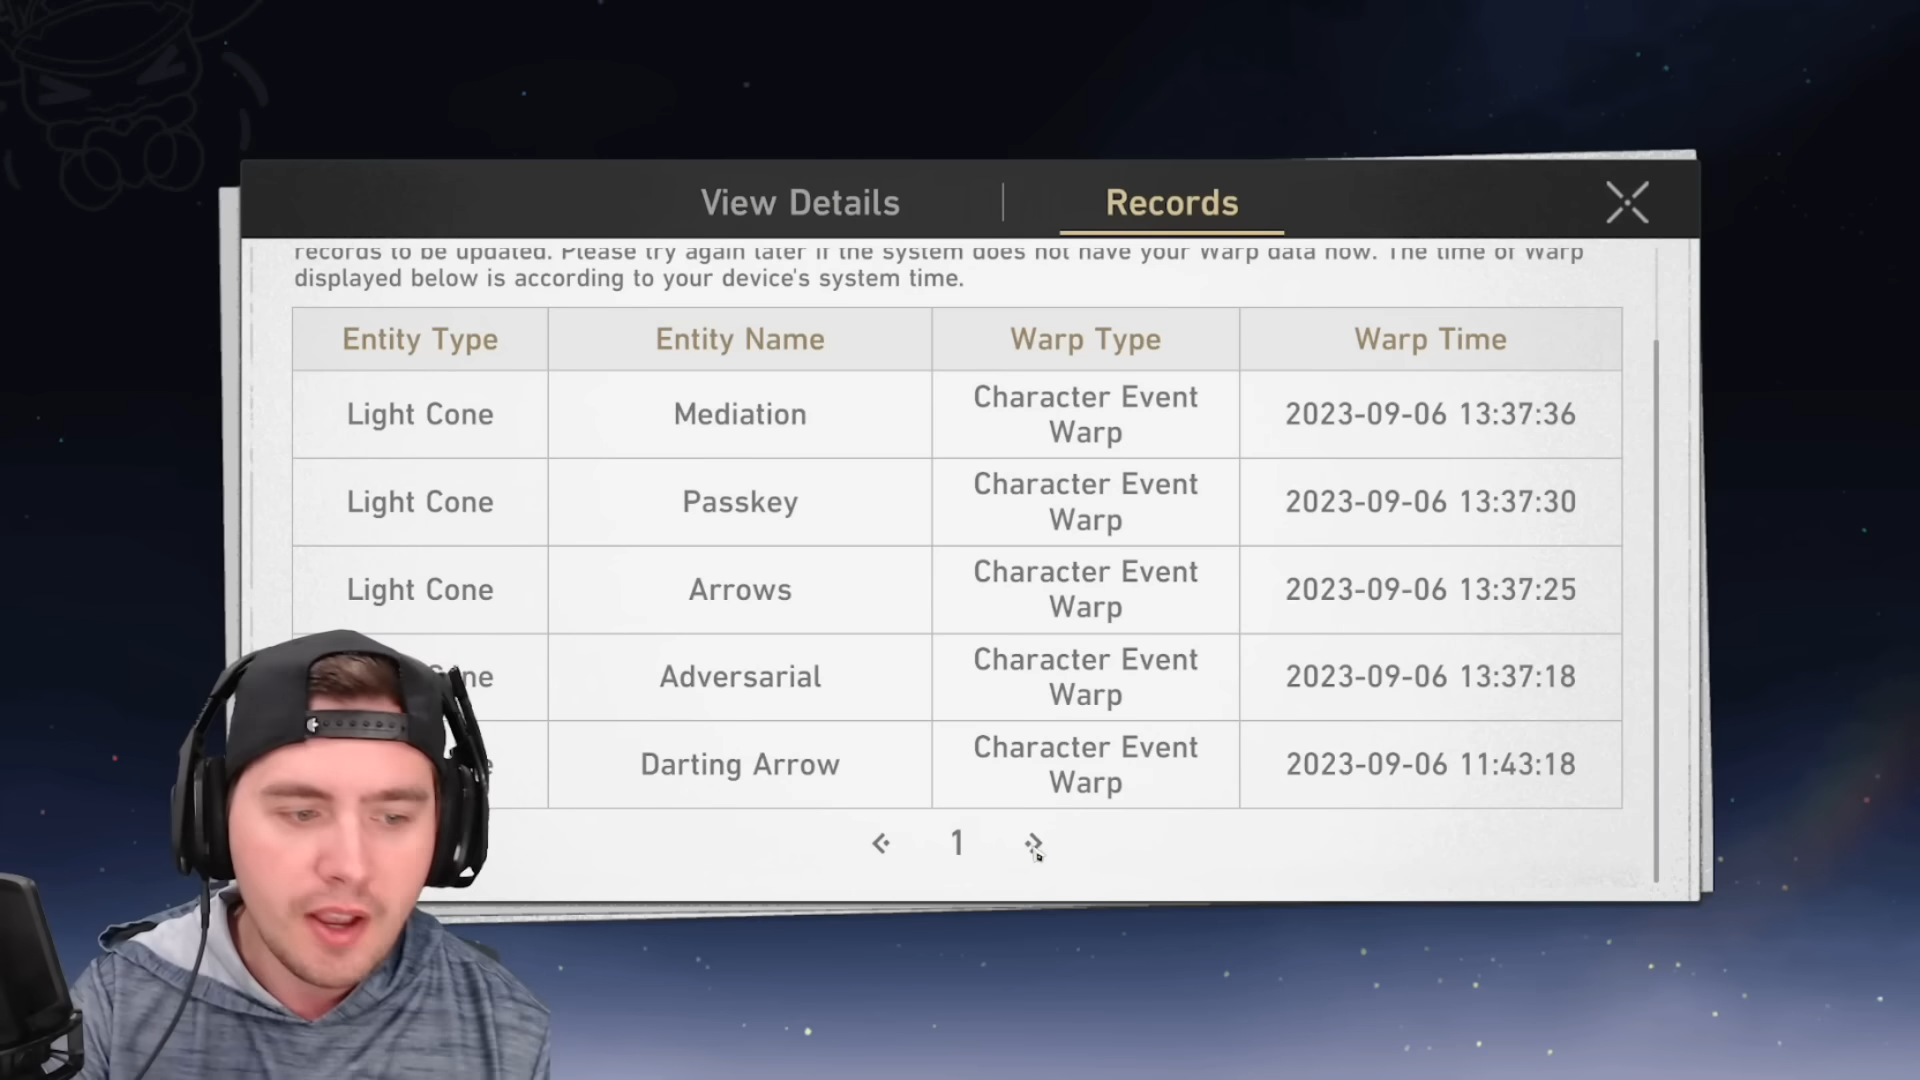 View Details
Records
records to be updated. Please try again later if the system does not have your Warp data now. The time of Warp
displayed below is according to your device's system time.
Entity Type Entity Name Warp Type Warp Time
Light Cone Mediation Character Event Warp 2023-09-06 13:37:36
Light Cone Passkey Character Event Warp 2023-09-06 13:37:30
Light Cone Arrows Character Event Warp 2023-09-06 13:37:25
Adversarial Character Event Warp 2023-09-06 13:37:18
Darting Arrow Character Event Warp 2023-09-06 11:43:18
1